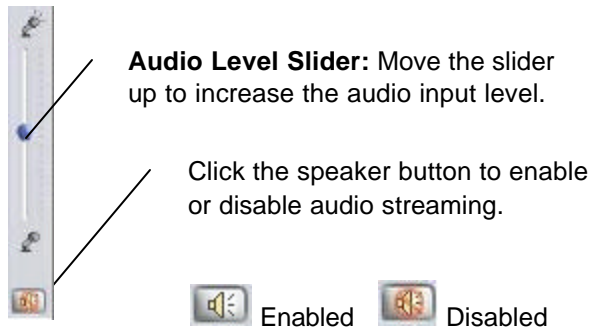 Audio Level Slider: Move the slider
up to increase the audio input level.
Click the speaker button to enable
or disable audio streaming.
Enabled Disabled